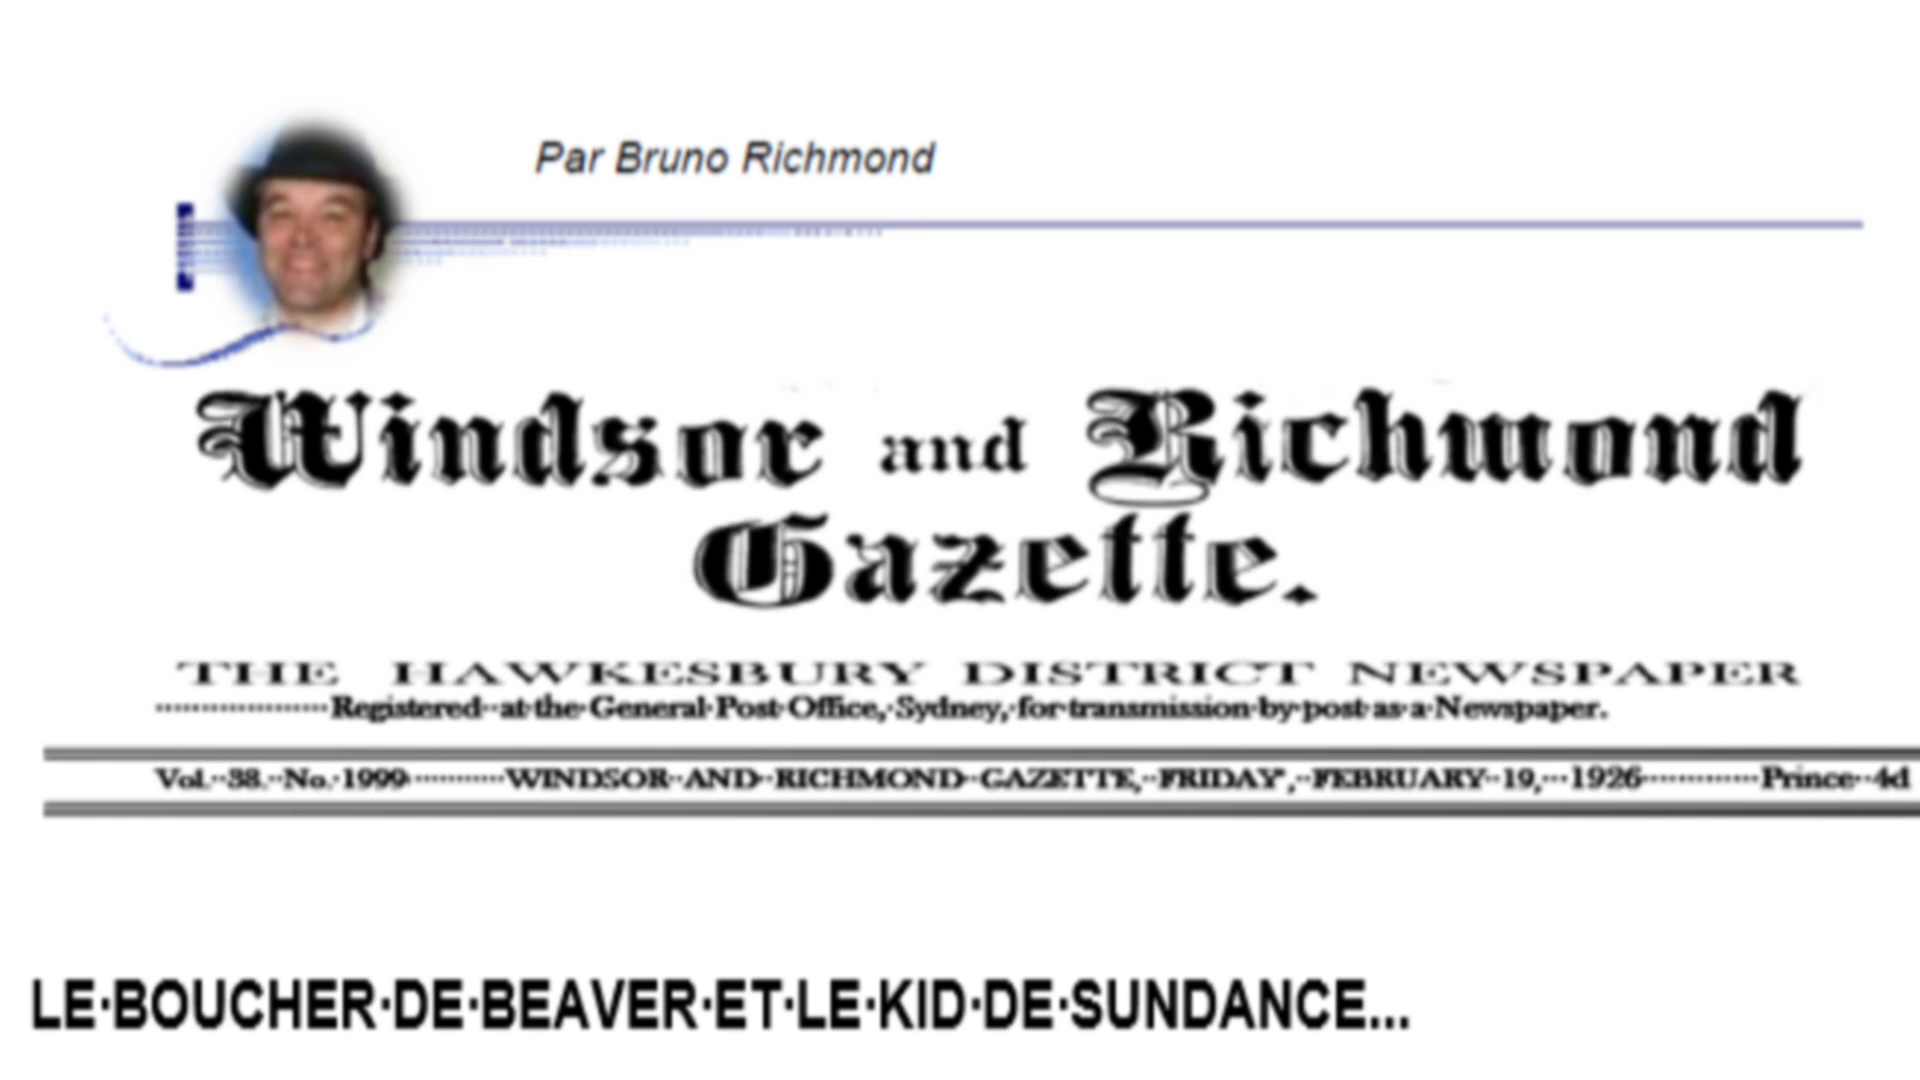 Par Bruno Richmond
Windsor and Richmond
Gazette.
THE HAWKESBURY DISTRICT NEWSPAPER
···················Registered··at·the·General·Post·Office,·Sydney,·for·transmission·by·post·as·a·Newspaper.
Vol.··38.··No.·1999···········WINDSOR··AND··RICHMOND··GAZETTE,··FRIDAY',··FEBRUARY··19,···1926·············Prince··4d
LE·BOUCHER·DE·BEAVER·ET·LE·KID·DE·SUNDANCE...